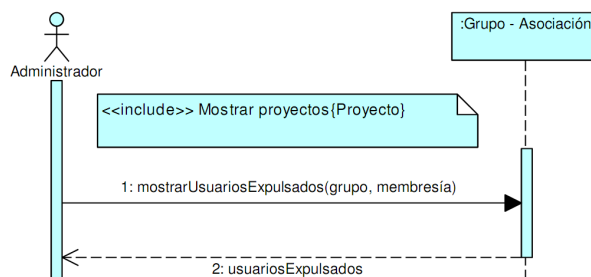 :Grupo - Asociación
Administrador
<<include>> Mostrar proyectos{Proyecto}
1: mostrarUsuariosExpulsados(grupo, membresía)
2: usuariosExpulsados